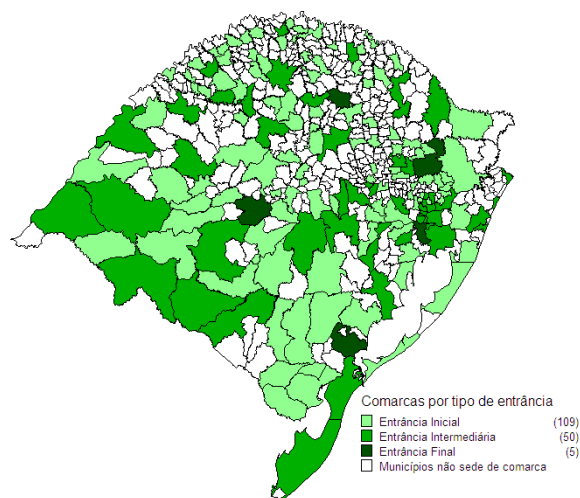 Comarcas por tipo de entrância
Entrância Inicial (109)
Entrância Intermediária (50)
Entrância Final (5)
Municípios não sede de comarca